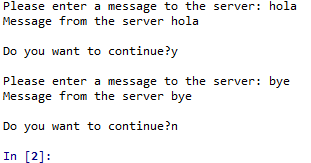 Please enter a message to the server: hola
Message from the server hola
Do you want to continue?y
Please enter a message to the server: bye
Message from the server bye
Do you want to continue?n
In [2]: